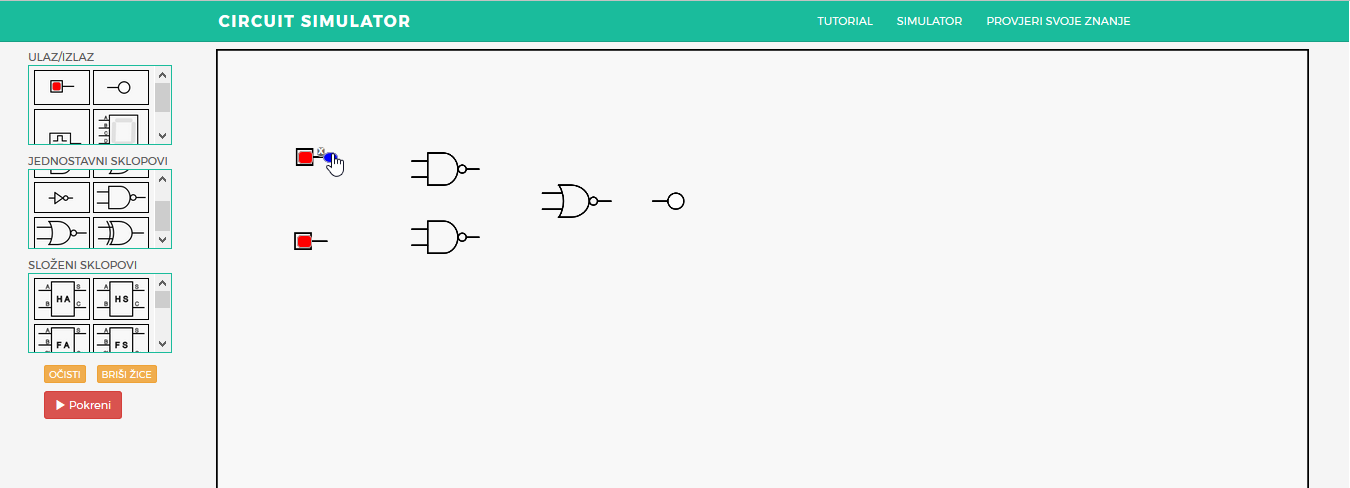 CIRCUIT SIMULATOR
TUTORIAL SIMULATOR PROVJERI SVOJE ZNANJE
ULAZ/IZLAZ
A
B
C
D
JEDNOSTAVNI SKLOPOVI
SLOŽENI SKLOPOVI
A S A S
HA HS
B C B C
A S A S
B B
FA FS
OČISTI BRIŠI ŽICE
Pokreni